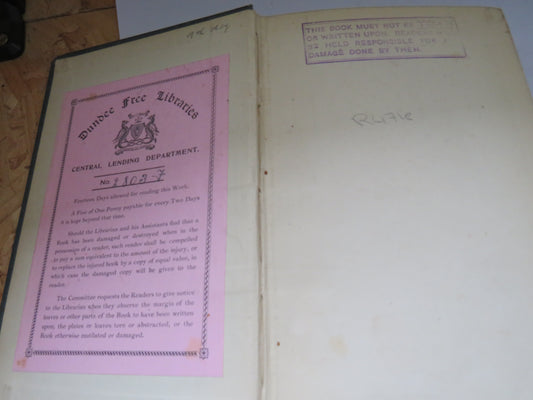 Dundee Free Libraries
CENTRAL LENDING DEPARTMENT.
No.
Fourteen Days allowed for reading this Work.
A Fine of One Penny payable for every Two Days
it is kept beyond that time.
Should the Librarian and his Assistants find that a
Book has been damaged or destroyed when in the
possession of a reader, such reader shall be compelled
to pay a sum equivalent to the amount of the injury, or
to replace the injured book by a copy of equal value, in
which case the damaged copy will be given to the
reader.
The Committee requests the Readers to give notice
to the Librarian when they observe the margin of the
leaves or other parts of the Book to have been written
upon, the plates or leaves torn or abstracted, or the
Book otherwise mutilated or damaged.
THIS BOOK MUST NOT BE
OR WRITTEN UPON. READERS
BE HELD RESPONSIBLE FOR
DAMAGE DONE BY THEM.